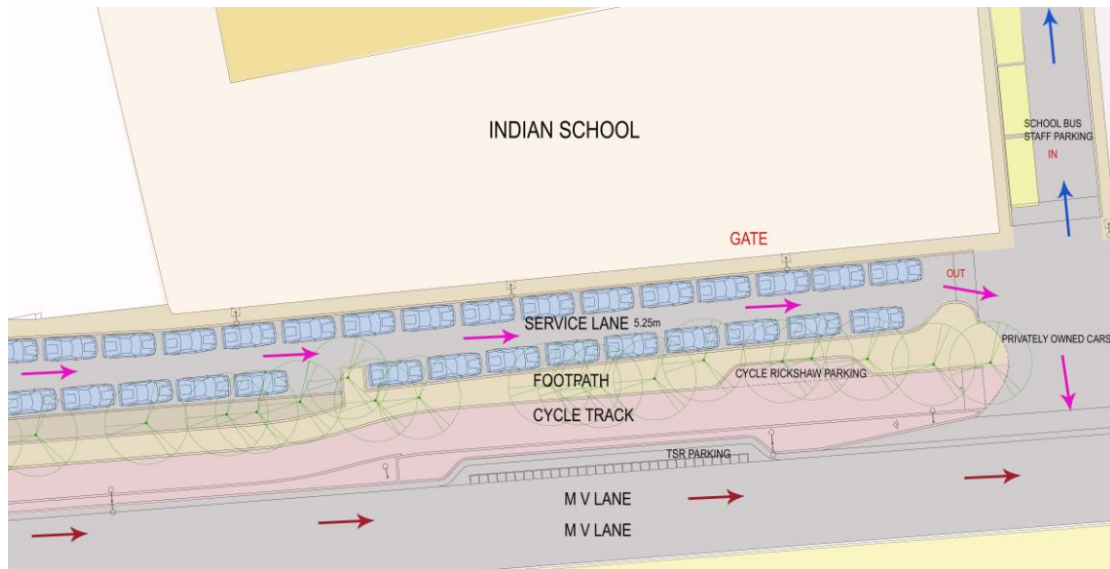 INDIAN SCHOOL
SCHOOL BUS
STAFF PARKING
IN
GATE
OUT
SERVICE LANE 5.25m
PRIVATELY OWNED CARS
FOOTPATH
CYCLE RICKSHAW PARKING
CYCLE TRACK
TSR PARKING
M V LANE
M V LANE